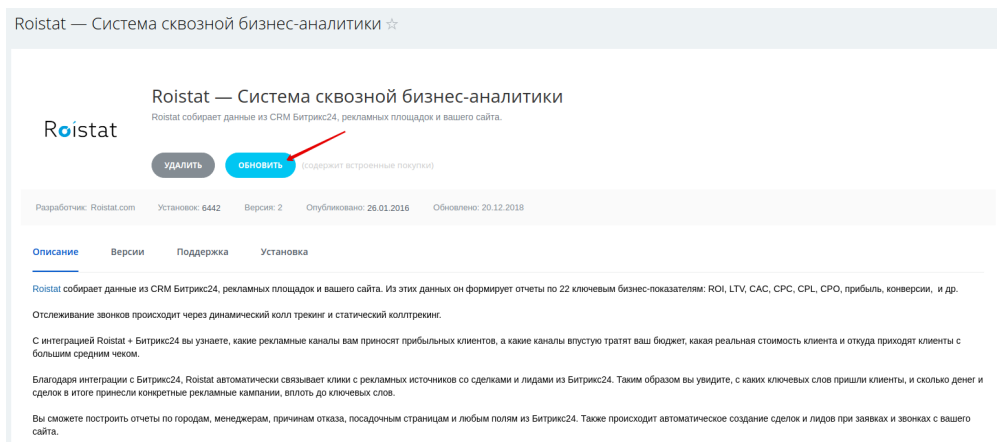 Roistat — Система сквозной бизнес-аналитики
Roistat
Roistat — Система сквозной бизнес-аналитики
Roistat собирает данные из CRM Битрикс24, рекламных площадок и вашего сайта.
УДАЛИТЬ ОБНОВИТЬ (содержит встроенные покупки)
Разработчик: Roistat.com Установок: 6442 Версия: 2 Опубликовано: 26.01.2016 Обновлено: 20.12.2018
Описание Версии Поддержка Установка
Roistat собирает данные из CRM Битрикс24, рекламных площадок и вашего сайта. Из этих данных он формирует отчеты по 22 ключевым бизнес-показателям: ROI, LTV, CAC, CPC, CPL, CPO, прибыль, конверсии, и др.
Отслеживание звонков происходит через динамический колл трекинг и статический коллтрекинг.
С интеграцией Roistat + Битрикс24 вы узнаете, какие рекламные каналы вам приносят прибыльных клиентов, а какие каналы впустую тратят ваш бюджет, какая реальная стоимость клиента и откуда приходят клиенты с
большим средним чеком.
Благодаря интеграции с Битрикс24, Roistat автоматически связывает клики с рекламных источников со сделками и лидами из Битрикс24. Таким образом вы увидите, с каких ключевых слов пришли клиенты, и сколько денег и
сделок в итоге принесли конкретные рекламные кампании, вплоть до ключевых слов.
Вы сможете построить отчеты по городам, менеджерам, причинам отказа, посадочным страницам и любым полям из Битрикс24. Также происходит автоматическое создание сделок и лидов при заявках и звонках с вашего
сайта.